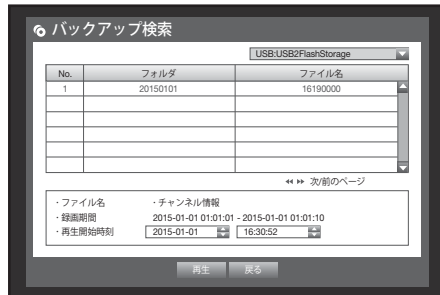 バックアップ検索
USB:USB2FlashStorage
No. フォルダ ファイル名
1 20150101 16190000
次/前のページ
・ファイル名 ・チャンネル情報
・録画期間 2015-01-01 01:01:01 - 2015-01-01 01:01:10
・再生開始時刻 2015-01-01 16:30:52
再生 戻る